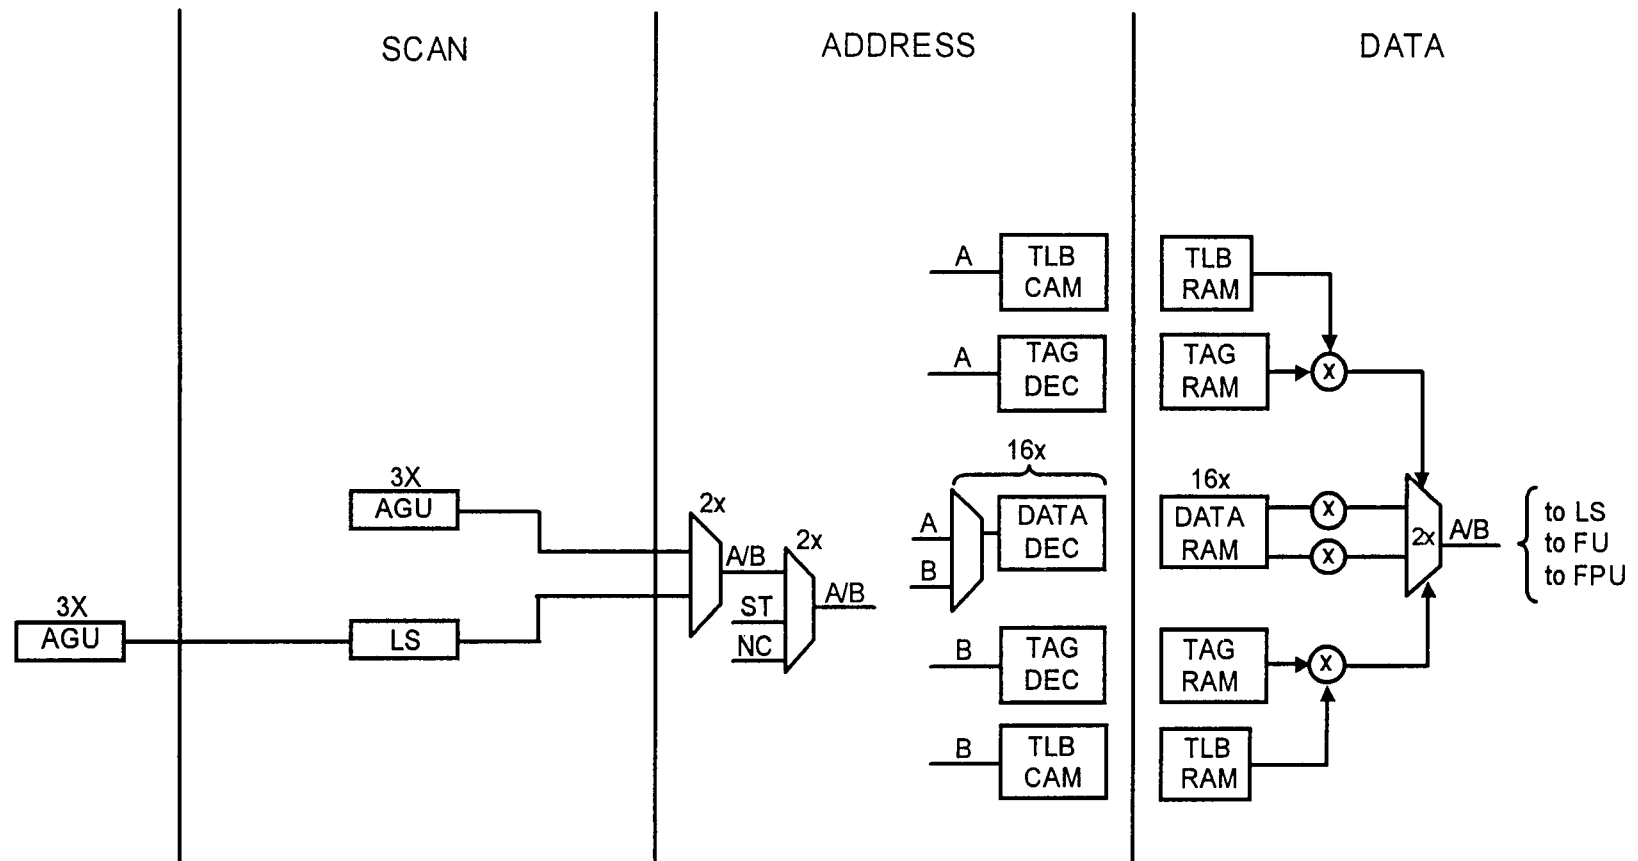 SCAN
ADDRESS
DATA
A
TLB
CAM
TLB
RAM
A
TAG
DEC
TAG
RAM
X
16x
3X
AGU
2x
A/B
2x
ST
NC
A/B
A
B
DATA
DEC
16x
DATA
RAM
X
X
2x
A/B
to LS
to FU
to FPU
3X
AGU
LS
B
TAG
DEC
TAG
RAM
X
B
TLB
CAM
TLB
RAM